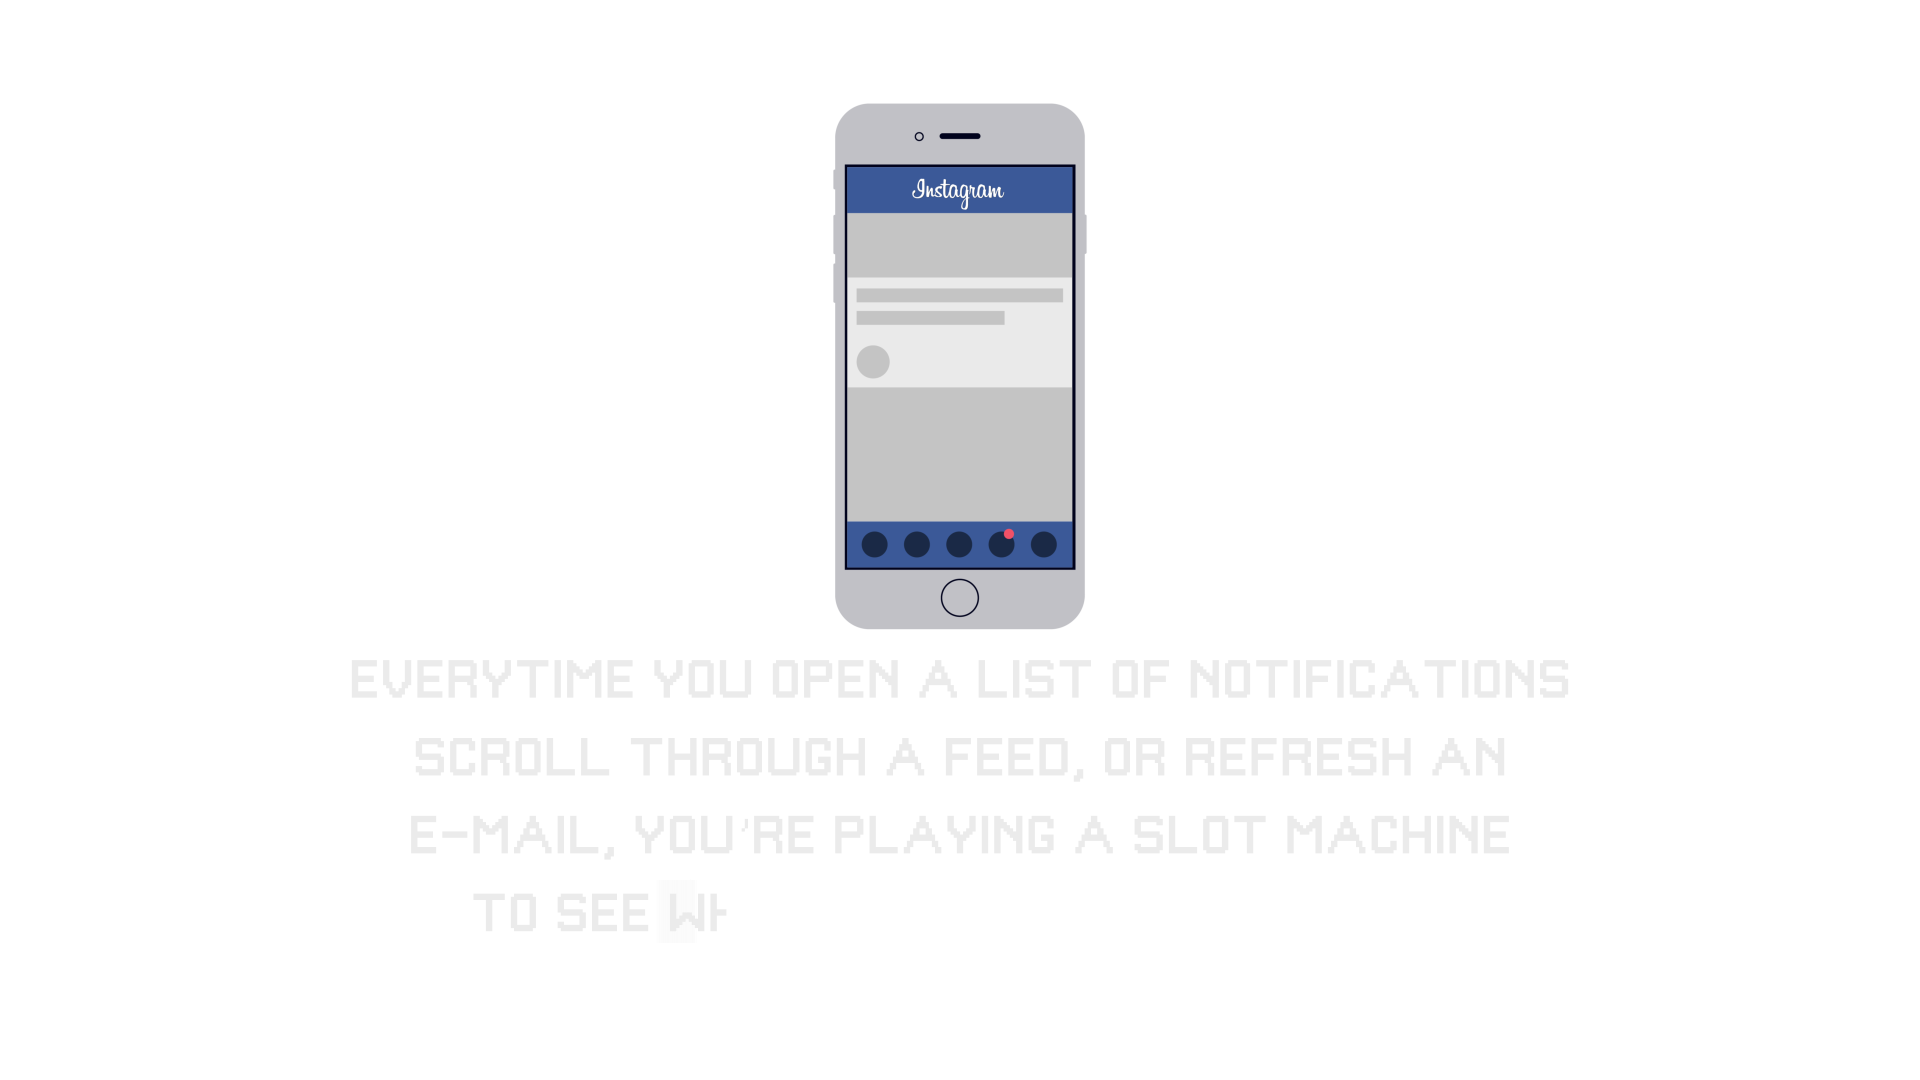 Instagram
EVERYTIME YOU OPEN A LIST OF NOTIFICATIONS
SCROLL THROUGH A FEED, OR REFRESH AN
E-MAIL, YOU'RE PLAYING A SLOT MACHINE
TO SEE